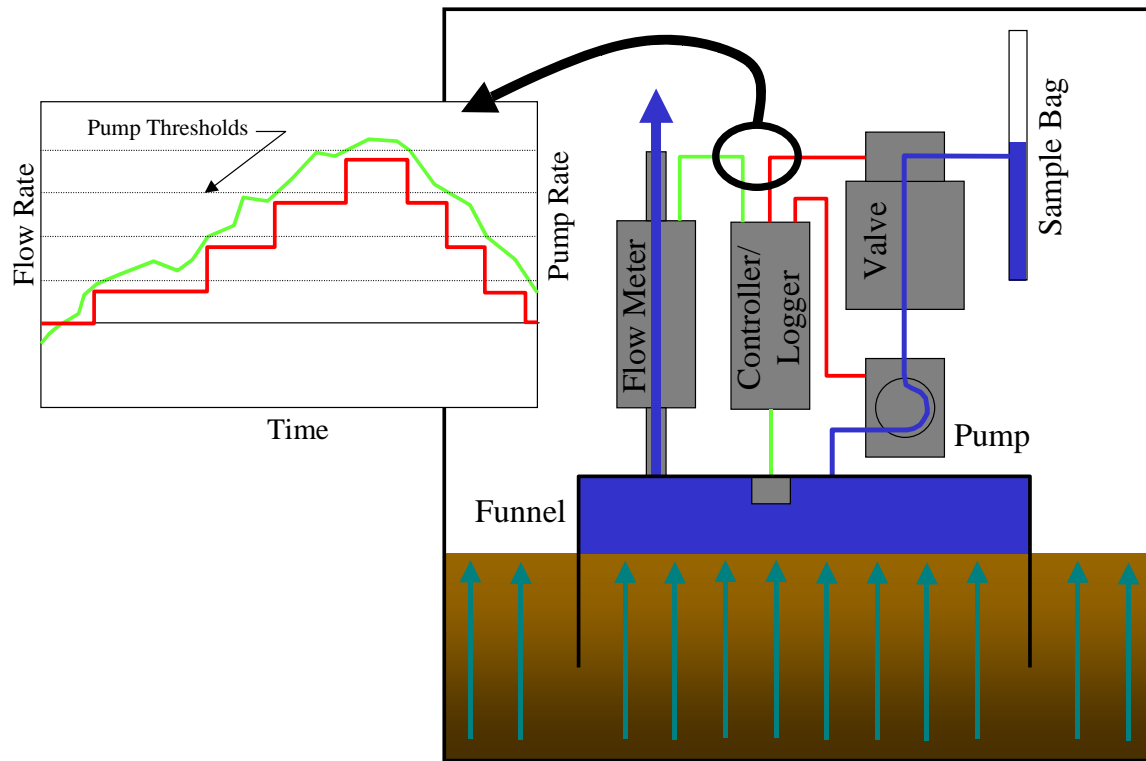 Pump Thresholds
Flow Rate
Pump Rate
Time
Flow Meter
Controller/
Logger
Valve
Sample Bag
Pump
Funnel